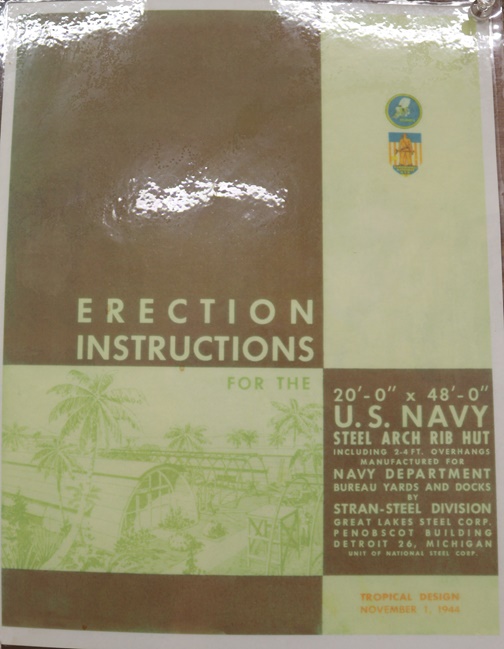 ERECTION
INSTRUCTIONS
FOR THE
20'-0" x 48'-0"
U.S. NAVY
STEEL ARCH RIB HUT
INCLUDING 2-4 FT. OVERHANGS
MANUFACTURED FOR
NAVY DEPARTMENT
BUREAU YARDS AND DOCKS
BY
STRAN-STEEL DIVISION
GREAT LAKES STEEL CORP.
PENOBSCOT BUILDING
DETROIT 26, MICHIGAN
UNIT OF NATIONAL STEEL CORP.
TROPICAL DESIGN
NOVEMBER 1, 1944